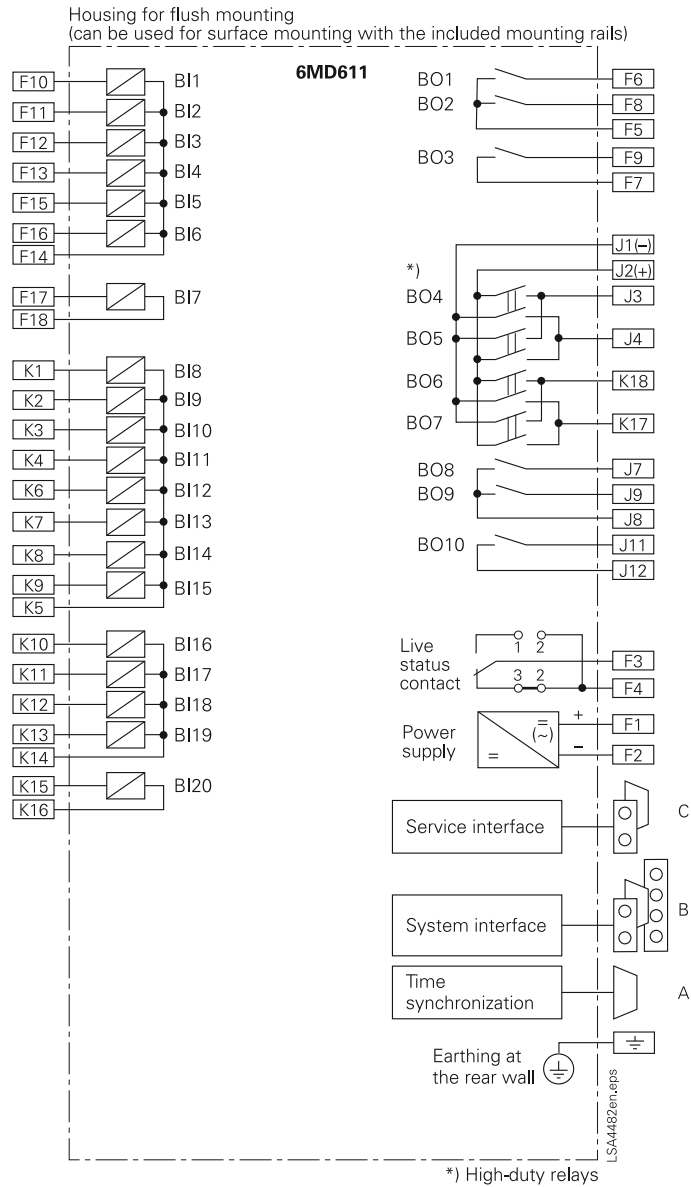 Housing for flush mounting
(can be used for surface mounting with the included mounting rails)
6MD611
F10 BI1
F11 BI2
F12 BI3
F13 BI4
F15 BI5
F16 BI6
F14
F17 BI7
F18
K1 BI8
K2 BI9
K3 BI10
K4 BI11
K6 BI12
K7 BI13
K8 BI14
K9 BI15
K5
K10 BI16
K11 BI17
K12 BI18
K13 BI19
K14
K15 BI20
K16
BO1 F6
BO2 F8
F5
BO3 F9
F7
J1(–)
*) J2(+)
BO4 J3
BO5 J4
BO6 K18
BO7 K17
BO8 J7
BO9 J9
J8
BO10 J11
J12
Live
status
contact
1 2
3 2
F3
F4
Power
supply
= (~)
=
+ F1
– F2
Service interface C
System interface B
Time
synchronization
A
Earthing at
the rear wall
LSA4482en.eps
*) High-duty relays